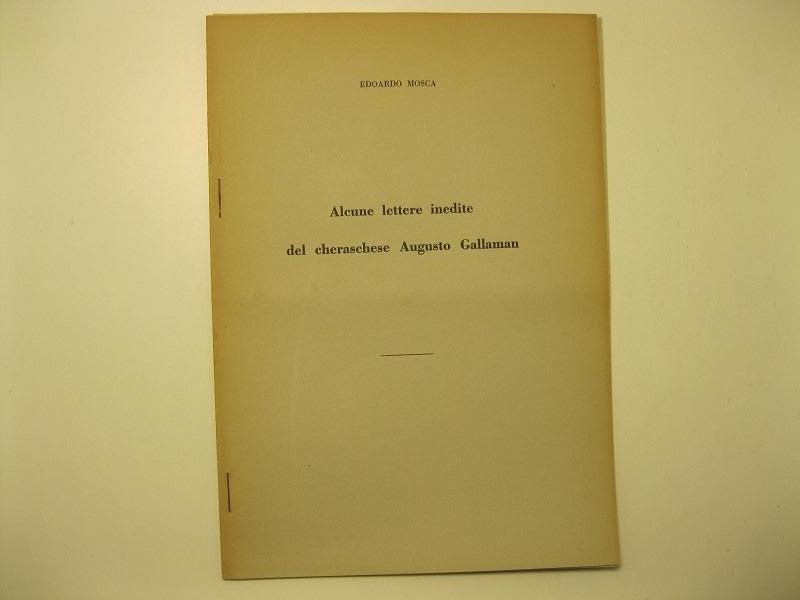 EDOARDO MOSCA
Alcune lettere inedite
del cheraschese Augusto Gallaman